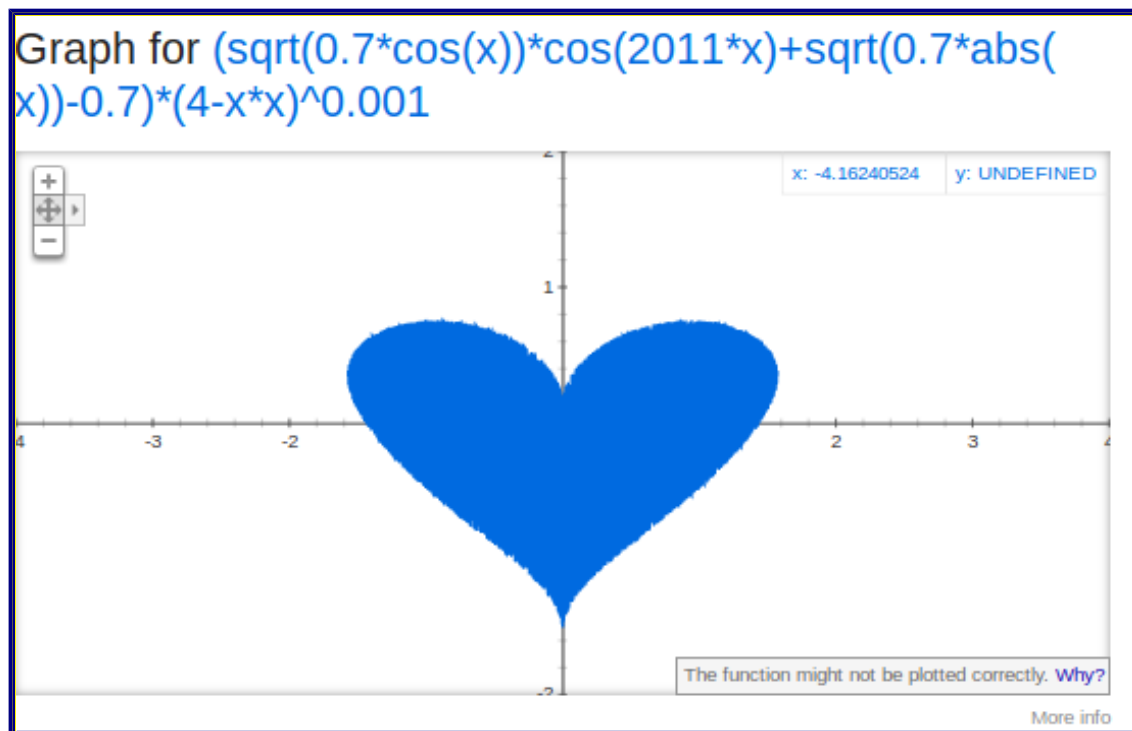 Graph for (sqrt(0.7*cos(x))*cos(2011*x)+sqrt(0.7*abs(
x))-0.7)*(4-x*x)^0.001
2
x: -4.16240524 y: UNDEFINED
+
−
1
4 -3 -2 2 3
The function might not be plotted correctly. Why?
-2
More info